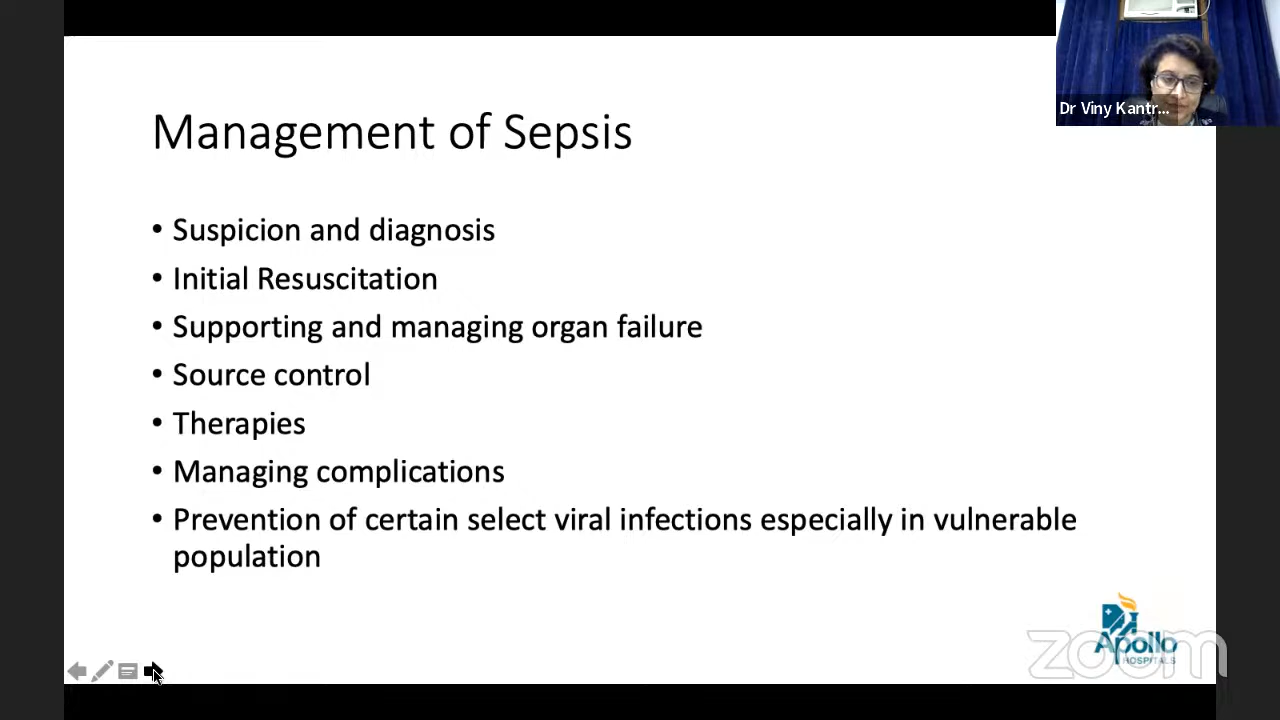 Management of Sepsis
• Suspicion and diagnosis
• Initial Resuscitation
• Supporting and managing organ failure
• Source control
• Therapies
• Managing complications
• Prevention of certain select viral infections especially in vulnerable
population
Dr Viny Kantr...
Apollo
HOSPITALS
zoom